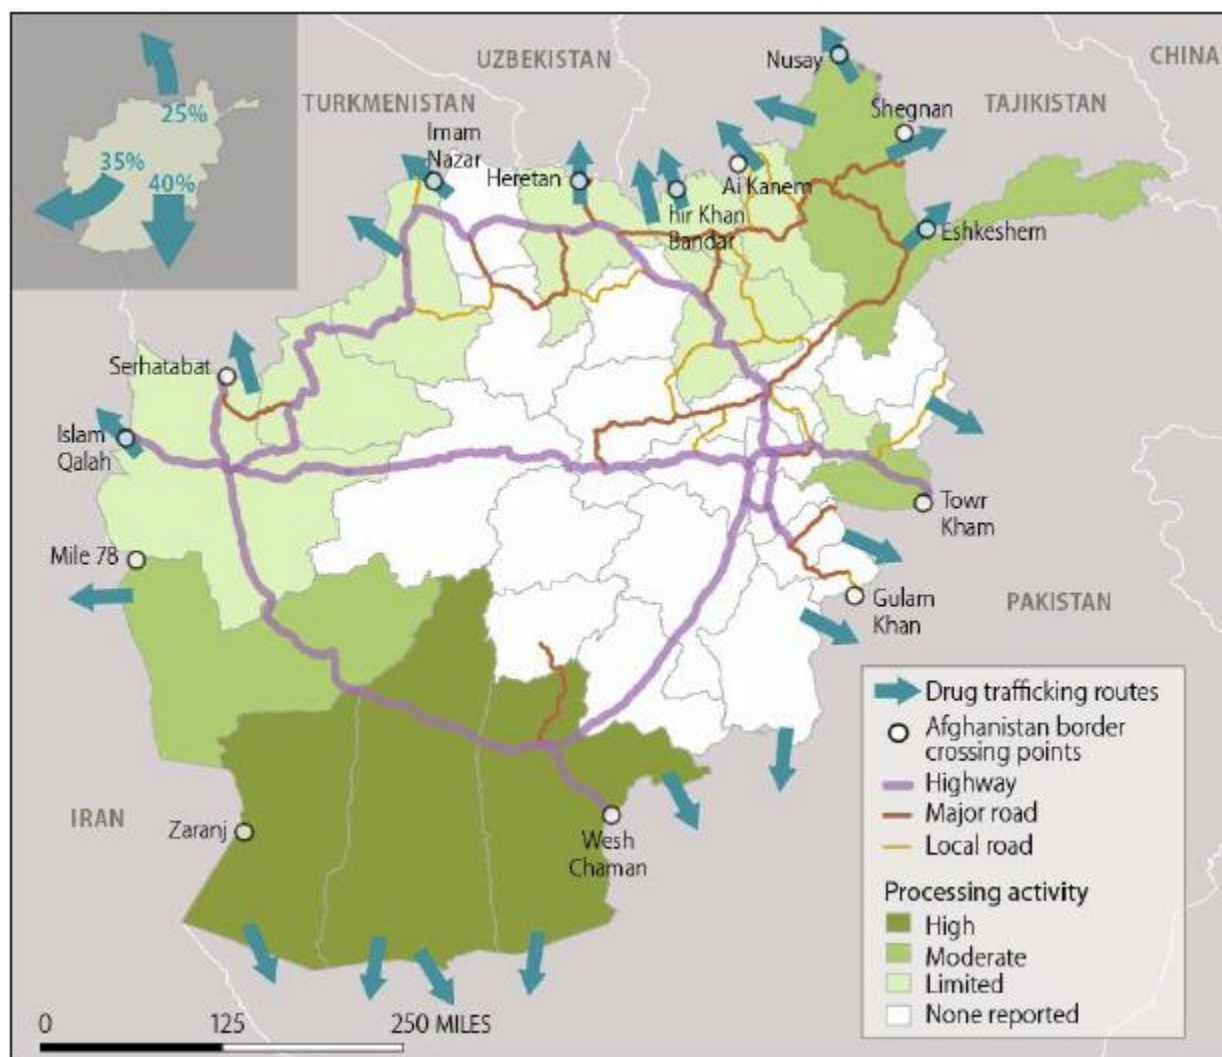 25%
35%
40%
UZBEKISTAN
CHINA
TURKMENISTAN
TAJIKISTAN
Nusay
Shegnan
Imam
Nazar
Heretan
Ai Kanem
hir Khan
Bandar
Eshkeshem
Serhatabat
Islam
Qalah
Towr
Kham
Mile 78
Gulam
Khan
PAKISTAN
IRAN
Zaranj
Wesh
Chaman
Drug trafficking routes
Afghanistan border
crossing points
Highway
Major road
Local road
Processing activity
High
Moderate
Limited
None reported
0 125 250 MILES